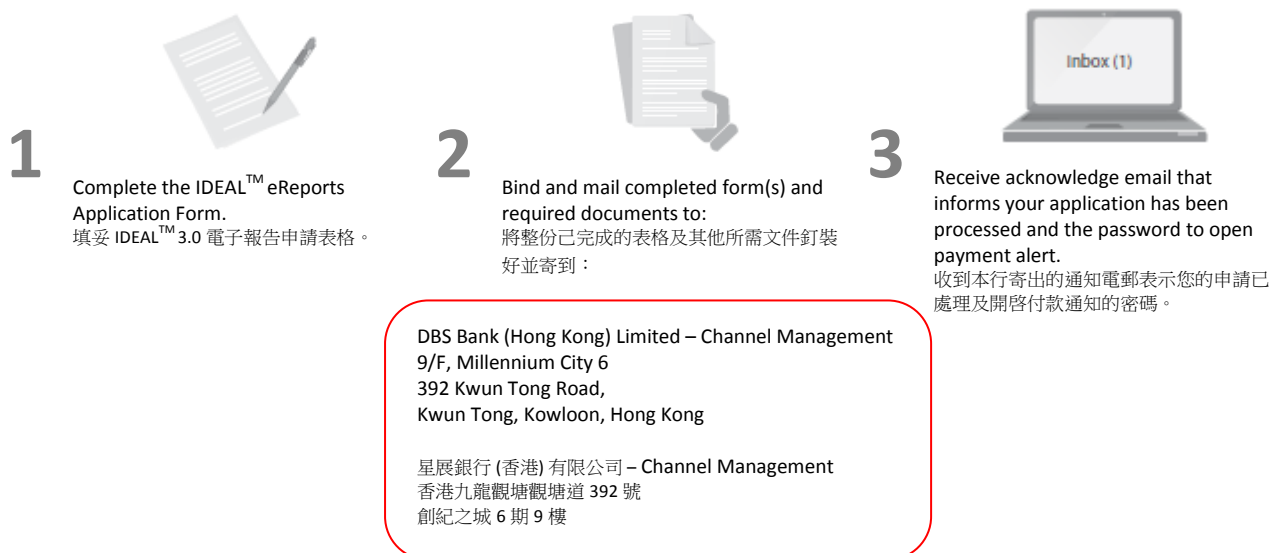 1
Complete the IDEAL™ eReports
Application Form.
填妥 IDEAL™ 3.0 電子報告申請表格。
2
Bind and mail completed form(s) and
required documents to:
將整份己完成的表格及其他所需文件釘裝
好並寄到：
DBS Bank (Hong Kong) Limited – Channel Management
9/F, Millennium City 6
392 Kwun Tong Road,
Kwun Tong, Kowloon, Hong Kong
星展銀行 (香港) 有限公司 – Channel Management
香港九龍觀塘觀塘道 392 號
創紀之城 6 期 9 樓
Inbox (1)
3
Receive acknowledge email that
informs your application has been
processed and the password to open
payment alert.
收到本行寄出的通知電郵表示您的申請已
處理及開啓付款通知的密碼。